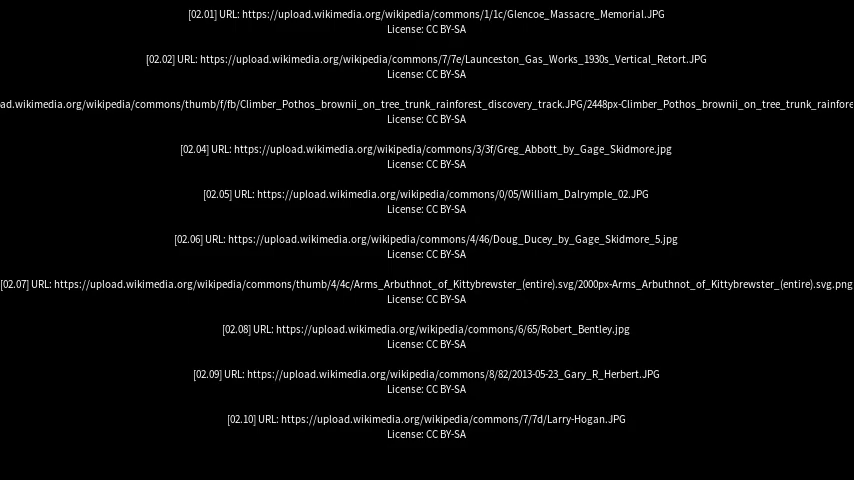 [02.01] URL: https://upload.wikimedia.org/wikipedia/commons/1/1c/Glencoe_Massacre_Memorial.JPG
License: CC BY-SA
[02.02] URL: https://upload.wikimedia.org/wikipedia/commons/7/7e/Launceston_Gas_Works_1930s_Vertical_Retort.JPG
License: CC BY-SA
ad.wikimedia.org/wikipedia/commons/thumb/f/fb/Climber_Pothos_brownii_on_tree_trunk_rainforest_discovery_track.JPG/2448px-Climber_Pothos_brownii_on_tree_trunk_rainfore
License: CC BY-SA
[02.04] URL: https://upload.wikimedia.org/wikipedia/commons/3/3f/Greg_Abbott_by_Gage_Skidmore.jpg
License: CC BY-SA
[02.05] URL: https://upload.wikimedia.org/wikipedia/commons/0/05/William_Dalrymple_02.JPG
License: CC BY-SA
[02.06] URL: https://upload.wikimedia.org/wikipedia/commons/4/46/Doug_Ducey_by_Gage_Skidmore_5.jpg
License: CC BY-SA
[02.07] URL: https://upload.wikimedia.org/wikipedia/commons/thumb/4/4c/Arms_Arbuthnot_of_Kittybrewster_(entire).svg/2000px-Arms_Arbuthnot_of_Kittybrewster_(entire).svg.png
License: CC BY-SA
[02.08] URL: https://upload.wikimedia.org/wikipedia/commons/6/65/Robert_Bentley.jpg
License: CC BY-SA
[02.09] URL: https://upload.wikimedia.org/wikipedia/commons/8/82/2013-05-23_Gary_R_Herbert.JPG
License: CC BY-SA
[02.10] URL: https://upload.wikimedia.org/wikipedia/commons/7/7d/Larry-Hogan.JPG
License: CC BY-SA